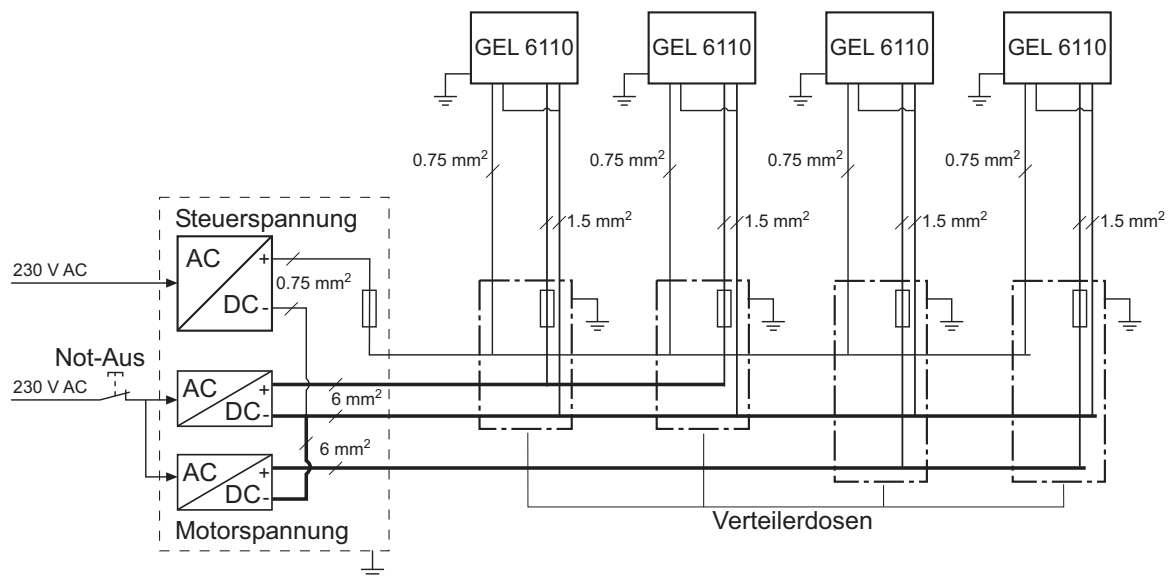 GEL 6110 GEL 6110 GEL 6110 GEL 6110
0.75 mm² 0.75 mm² 0.75 mm² 0.75 mm²
1.5 mm² 1.5 mm² 1.5 mm² 1.5 mm²
Steuerspannung
230 V AC
AC
+
0.75 mm²
DC -
Not-Aus
230 V AC
AC
+
6 mm²
DC -
6 mm²
AC
+
DC -
Motorspannung
Verteilerdosen